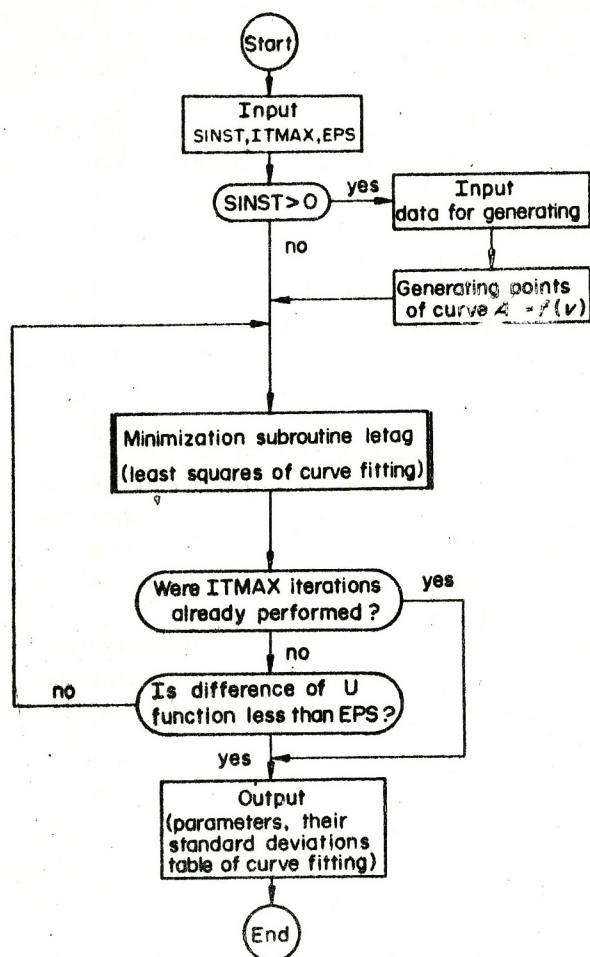 Start
Input
SINST,ITMAX,EPS
SINST>0
yes
Input
data for generating
no
Generating points
of curve A = f(v)
Minimization subroutine letag
(least squares of curve fitting)
Were ITMAX iterations
already performed?
yes
no
Is difference of U
function less than EPS?
no
yes
Output
(parameters, their
standard deviations
table of curve fitting)
End